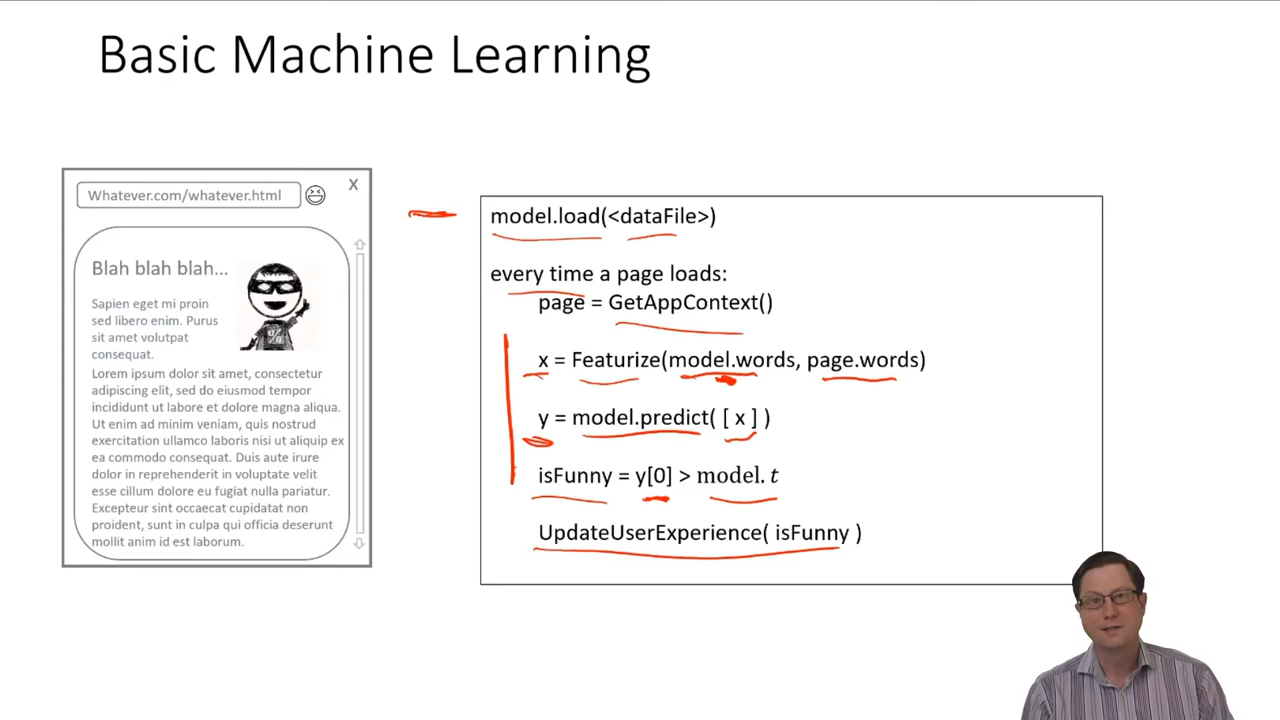 Basic Machine Learning
Whatever.com/whatever.html
X
Blah blah blah...
Sapien eget mi proin
sed libero enim. Purus
sit amet volutpat
consequat.
Lorem ipsum dolor sit amet, consectetur
adipiscing elit, sed do eiusmod tempor
incididunt ut labore et dolore magna aliqua.
Ut enim ad minim veniam, quis nostrud
exercitation ullamco laboris nisi ut aliquip ex
ea commodo consequat. Duis aute irure
dolor in reprehenderit in voluptate velit
esse cillum dolore eu fugiat nulla pariatur.
Excepteur sint occaecat cupidatat non
proident, sunt in culpa qui officia deserunt
mollit anim id est laborum.
model.load(<dataFile>)
every time a page loads:
page = GetAppContext()
x = Featurize(model.words, page.words)
y = model.predict( [ x ] )
isFunny = y[0] > model. t
UpdateUserExperience( isFunny )